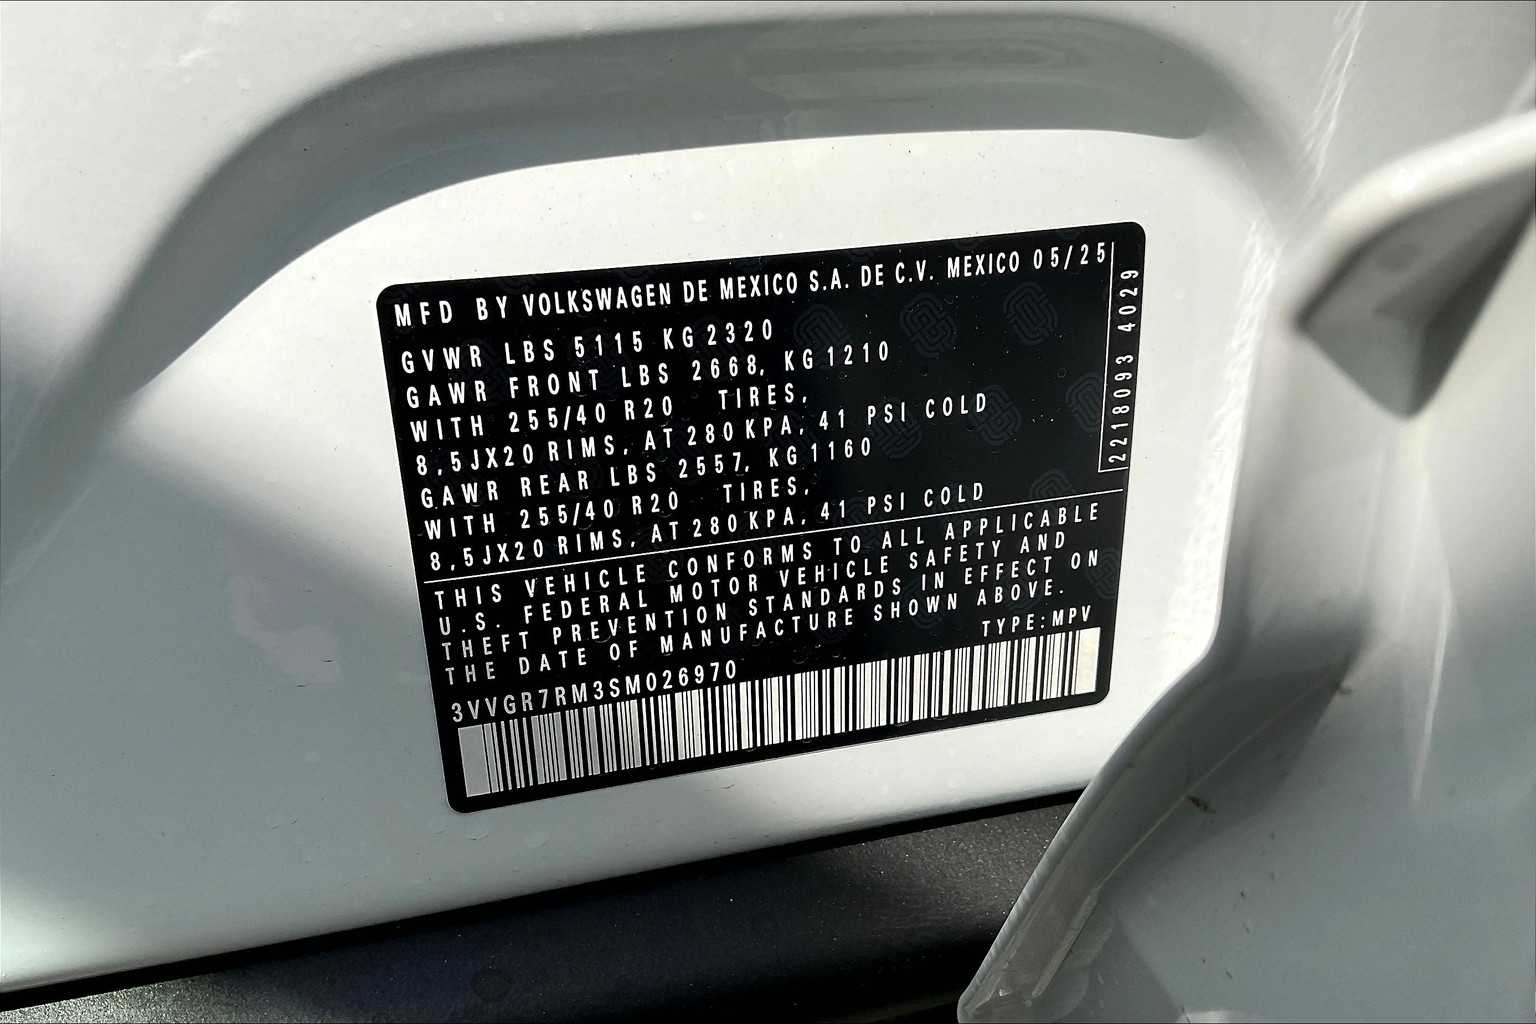 MFD BY VOLKSWAGEN DE MEXICO S.A. DE C.V. MEXICO 05/25
GVWR LBS 5115 KG 2320
GAWR FRONT LBS 2668, KG 1210
WITH 255/40 R20 TIRES,
8,5JX20 RIMS, AT 280 KPA, 41 PSI COLD
GAWR REAR LBS 2557, KG 1160
WITH 255/40 R20 TIRES,
8,5JX20 RIMS, AT 280 KPA, 41 PSI COLD
THIS VEHICLE CONFORMS TO ALL APPLICABLE
U.S. FEDERAL MOTOR VEHICLE SAFETY AND
THEFT PREVENTION STANDARDS IN EFFECT ON
THE DATE OF MANUFACTURE SHOWN ABOVE.
3VVGR7RM3SM026970 TYPE:MPV
2218093 4029